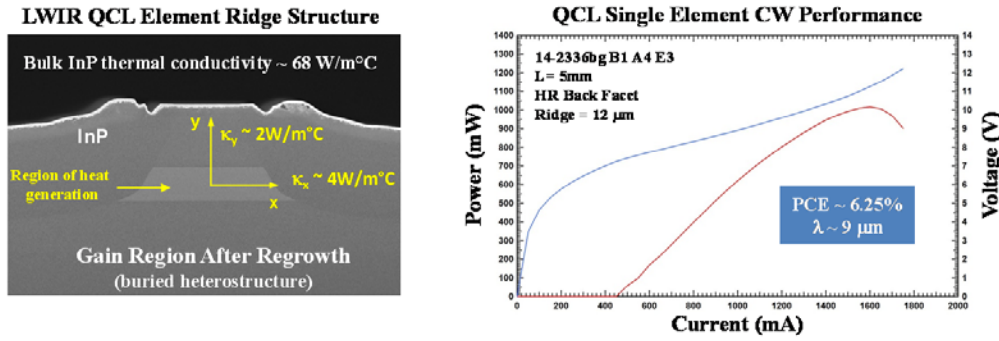 LWIR QCL Element Ridge Structure
Bulk InP thermal conductivity ~ 68 W/m°C
InP
y
κy ~ 2W/m°C
Region of heat
generation
κx ~ 4W/m°C
x
Gain Region After Regrowth
(buried heterostructure)
QCL Single Element CW Performance
Power (mW)
1400
1300
1200
1100
1000
900
800
700
600
500
400
300
200
100
0
14-2336bg B1 A4 E3
L= 5mm
HR Back Facet
Ridge = 12 μm
PCE ~ 6.25%
λ ~ 9 μm
14
13
12
11
10
9
8
7
6
5
4
3
2
1
0
Voltage (V)
0 200 400 600 800 1000 1200 1400 1600 1800 2000
Current (mA)